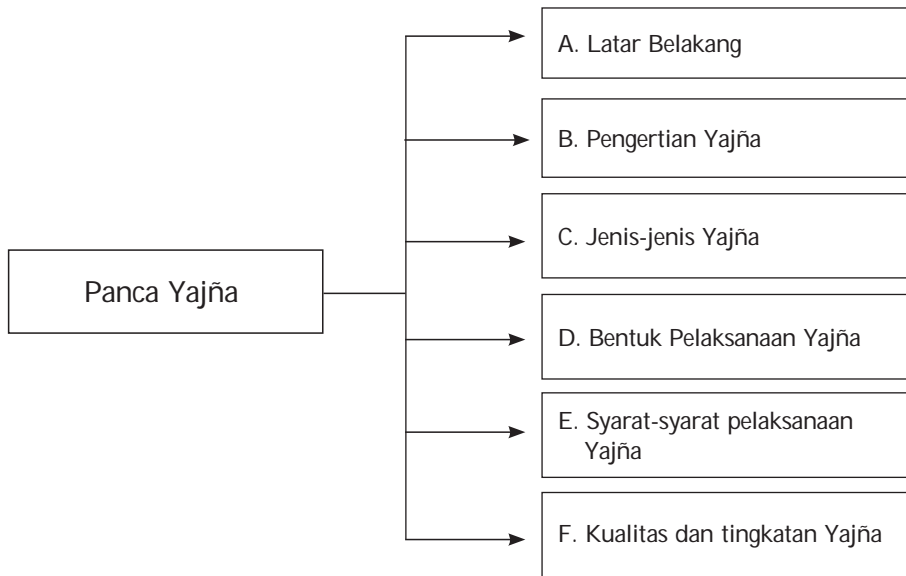 A. Latar Belakang
B. Pengertian Yajña
C. Jenis-jenis Yajña
Panca Yajña
D. Bentuk Pelaksanaan Yajña
E. Syarat-syarat pelaksanaan
Yajña
F. Kualitas dan tingkatan Yajña